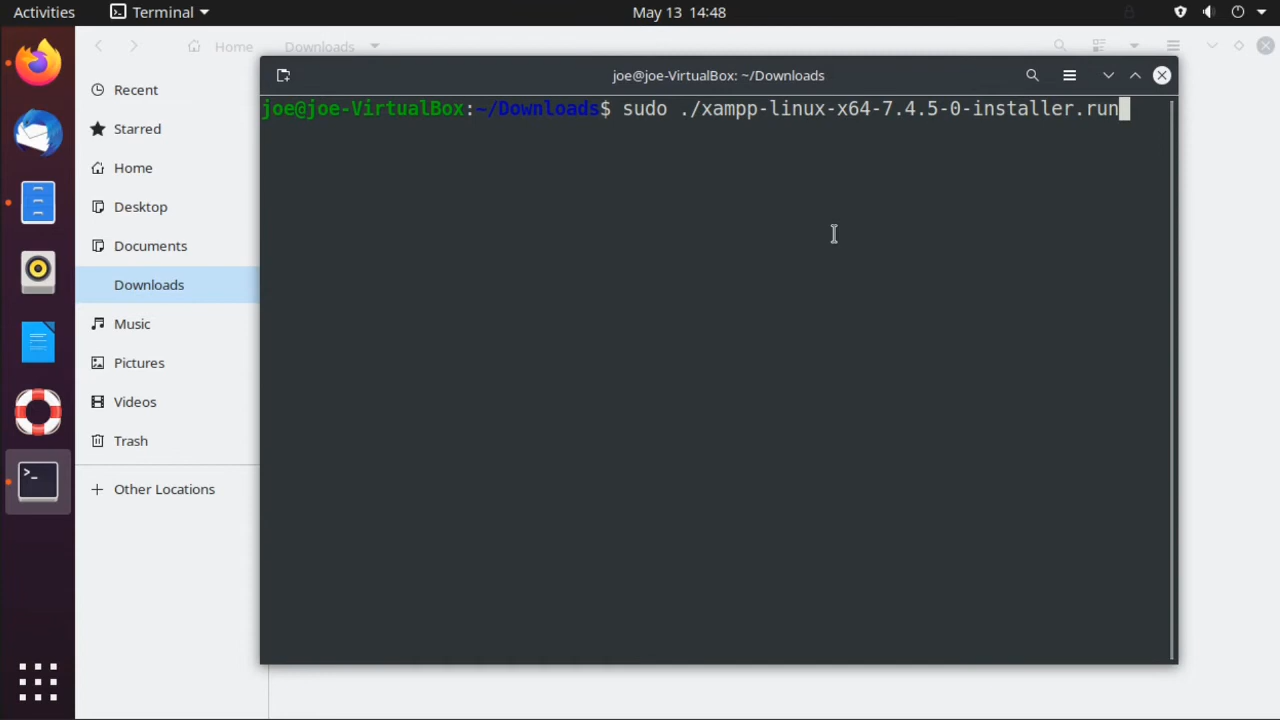 Activities
Terminal
May 13 14:48
Home
Downloads
joe@joe-VirtualBox: ~/Downloads
joe@joe-VirtualBox:~/Downloads$ sudo ./xampp-linux-x64-7.4.5-0-installer.run
Recent
Starred
Home
Desktop
Documents
Downloads
Music
Pictures
Videos
Trash
Other Locations